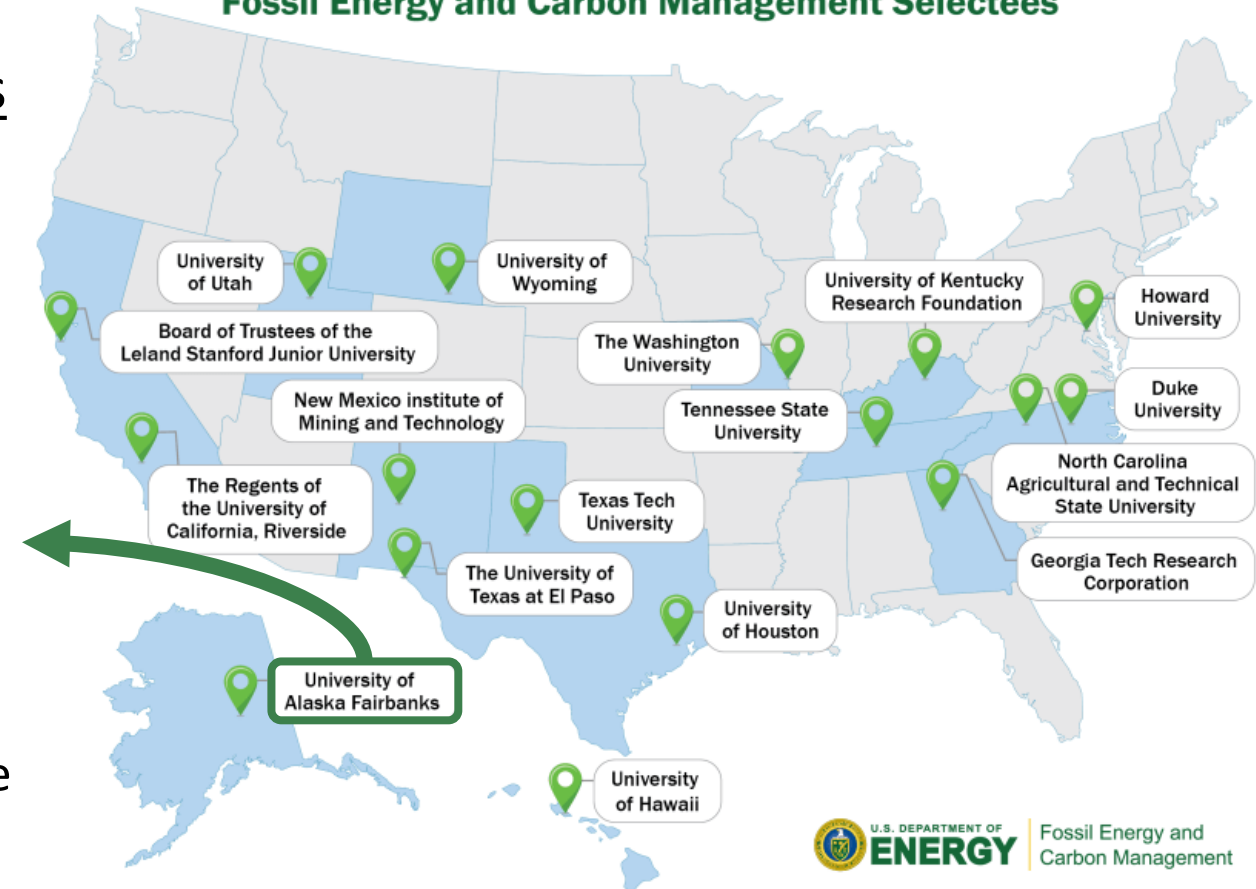 Fossil Energy and Carbon Management Selectees
s
University
of Utah
University of
Wyoming
University of Kentucky
Research Foundation
Howard
University
Board of Trustees of the
Leland Stanford Junior University
The Washington
University
New Mexico institute of
Mining and Technology
Tennessee State
University
Duke
University
The Regents of
the University of
California, Riverside
Texas Tech
University
North Carolina
Agricultural and Technical
State University
The University of
Texas at El Paso
Georgia Tech Research
Corporation
University
of Houston
University of
Alaska Fairbanks
e
University
of Hawaii
U.S. DEPARTMENT OF
ENERGY
Fossil Energy and
Carbon Management